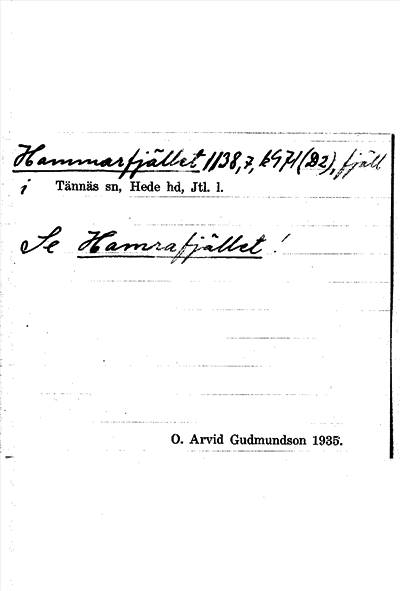 Hammarfjället 1138,7, k971 (D2), fjäll
i Tännäs sn, Hede hd, Jtl. l.
Se Hamrafjället!
O. Arvid Gudmundson 1935.